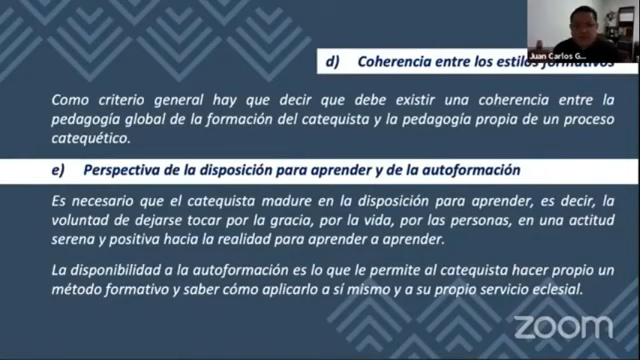 Juan Carlos G...
d) Coherencia entre los estilos formativos
Como criterio general hay que decir que debe existir una coherencia entre la
pedagogía global de la formación del catequista y la pedagogía propia de un proceso
catequético.
e) Perspectiva de la disposición para aprender y de la autoformación
Es necesario que el catequista madure en la disposición para aprender, es decir, la
voluntad de dejarse tocar por la gracia, por la vida, por las personas, en una actitud
serena y positiva hacia la realidad para aprender a aprender.
La disponibilidad a la autoformación es lo que le permite al catequista hacer propio un
método formativo y saber cómo aplicarlo a sí mismo y a su propio servicio eclesial.
zoom